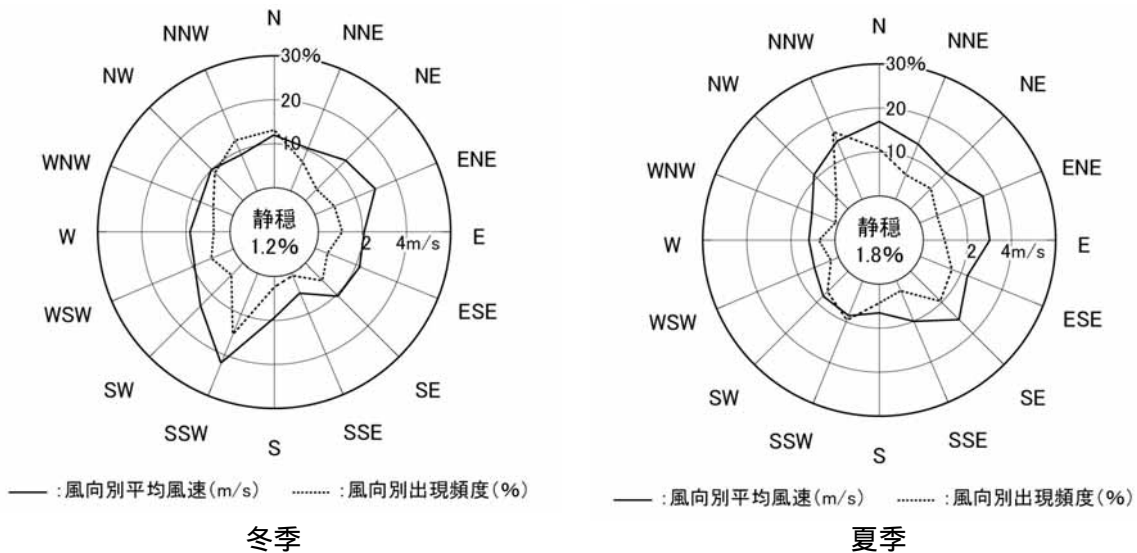 N
NNW
NNE
NW
30%
NE
20
10
WNW
ENE
静穏
W
1.2%
2
4m/s
E
WSW
ESE
SW
SE
SSW
SSE
S
:風向別平均風速(m/s)
:風向別出現頻度(%)
冬季
N
NNW
NNE
NW
30%
NE
20
10
WNW
ENE
静穏
W
1.8%
2
4m/s
E
WSW
ESE
SW
SE
SSW
SSE
S
:風向別平均風速(m/s)
:風向別出現頻度(%)
夏季